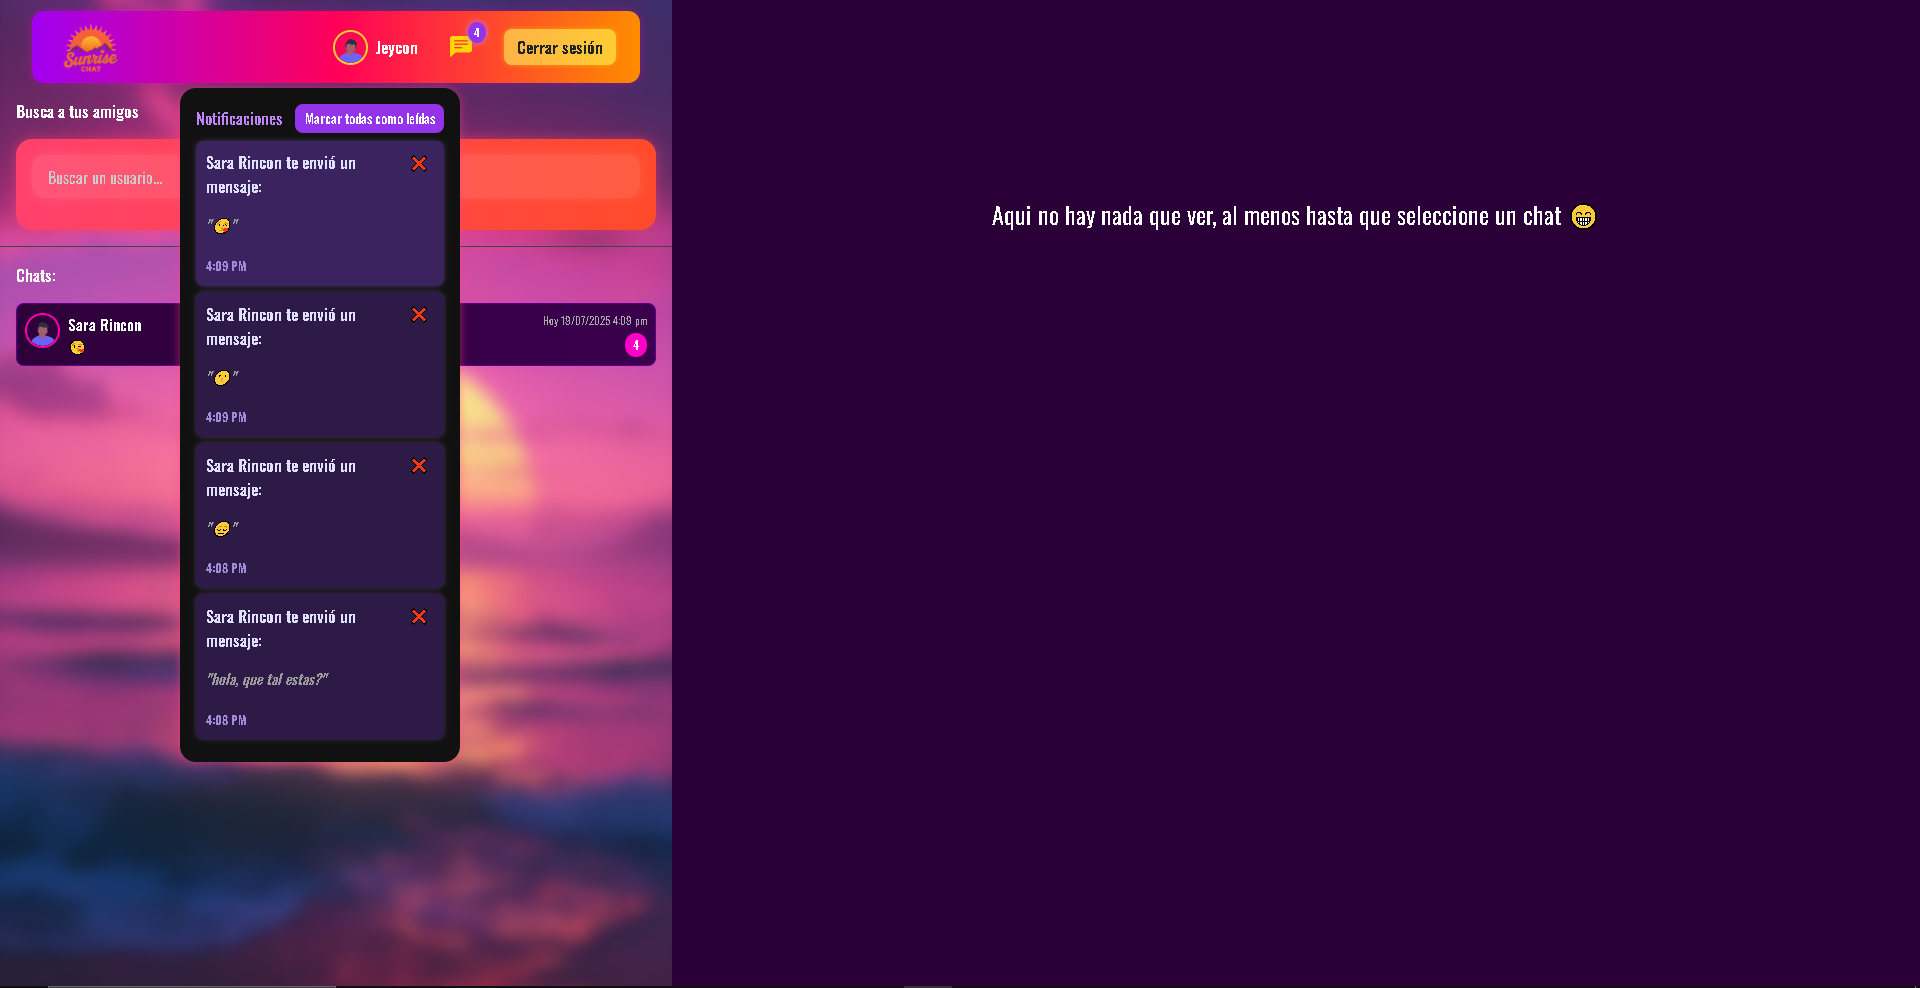 Sunrise
CHAT
Jeycon
4
Cerrar sesión
Busca a tus amigos
Buscar un usuario...
Notificaciones
Marcar todas como leídas
Sara Rincon te envió un
mensaje:
"😘"
4:09 PM
Sara Rincon te envió un
mensaje:
"🤔"
4:09 PM
Sara Rincon te envió un
mensaje:
"😔"
4:08 PM
Sara Rincon te envió un
mensaje:
"hola, que tal estas?"
4:08 PM
Chats:
Sara Rincon
😘
Hoy 19/07/2025 4:09 pm
4
Aqui no hay nada que ver, al menos hasta que seleccione un chat 😁